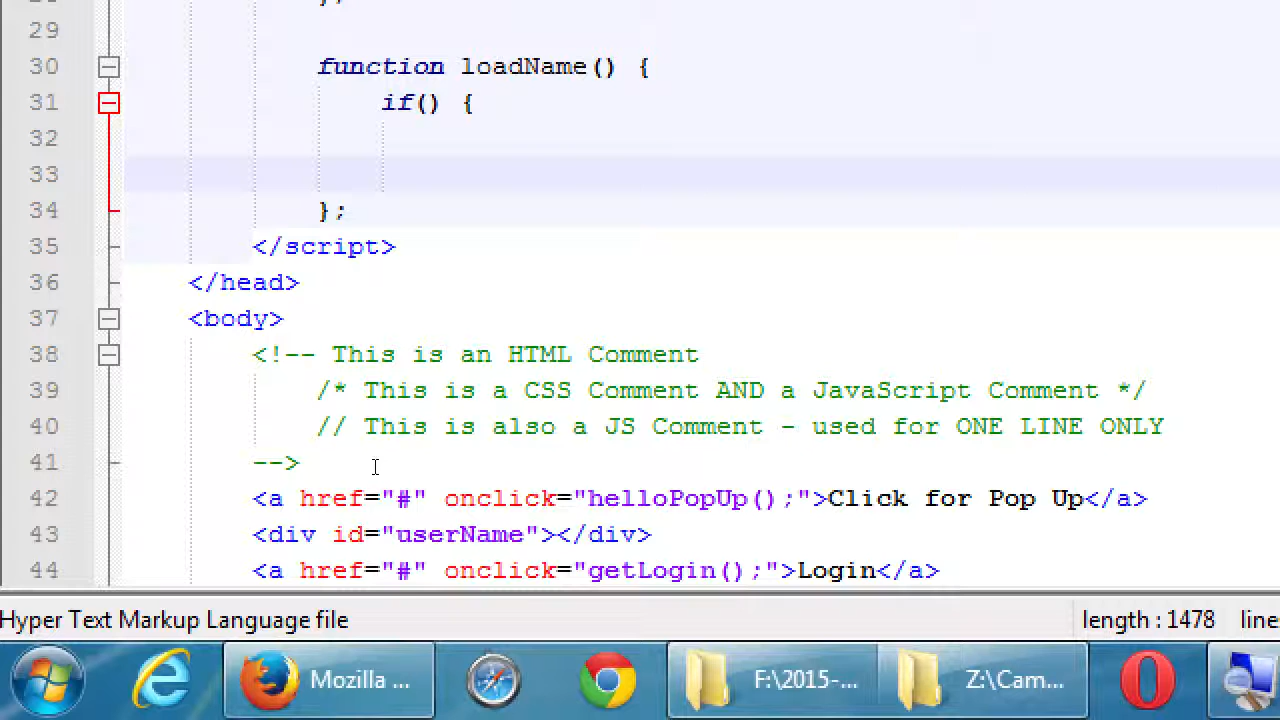 29
30 function loadName() {
31 if() {
32
33
34 };
35 </script>
36 </head>
37 <body>
38 <!-- This is an HTML Comment
39 /* This is a CSS Comment AND a JavaScript Comment */
40 // This is also a JS Comment - used for ONE LINE ONLY
41 -->
42 <a href="#" onclick="helloPopUp();">Click for Pop Up</a>
43 <div id="userName"></div>
44 <a href="#" onclick="getLogin();">Login</a>
Hyper Text Markup Language file length : 1478 line
Mozilla ... F:\2015-... Z:\Cam...